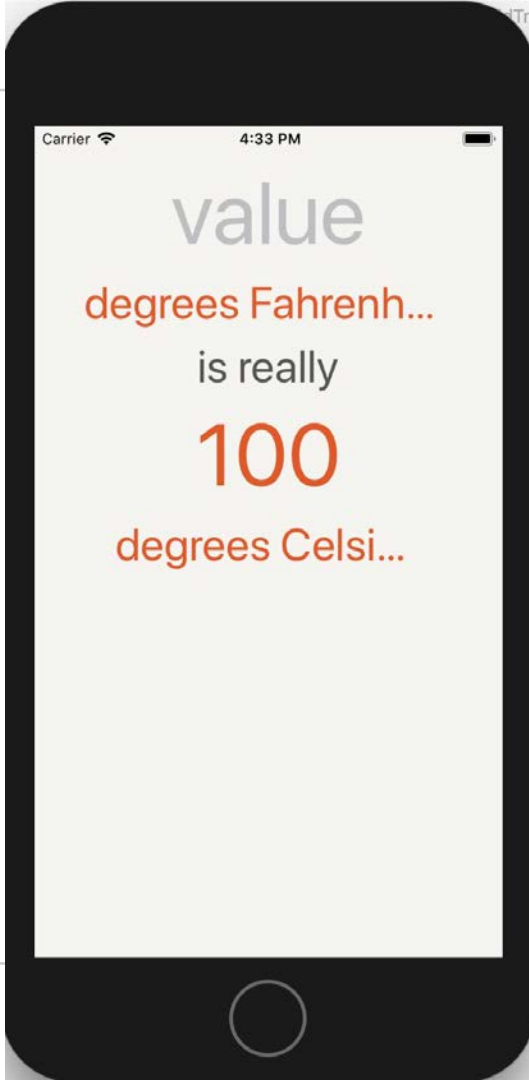 Carrier 4:33 PM
value
degrees Fahrenh...
is really
100
degrees Celsi...